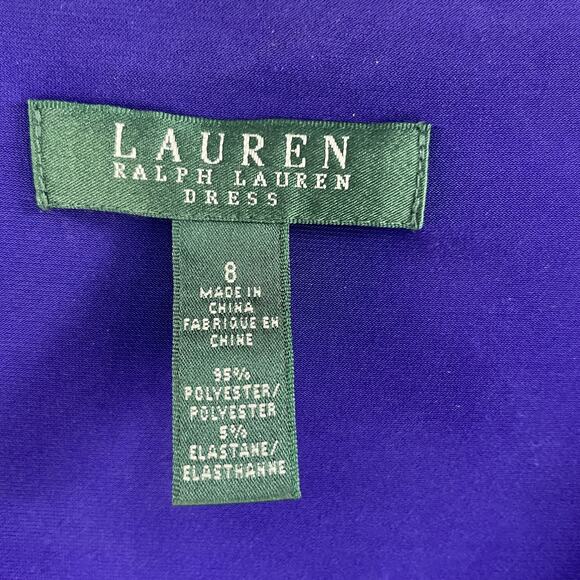 LAUREN
RALPH LAUREN
DRESS
8
MADE IN
CHINA
FABRIQUE EN
CHINE
95%
POLYESTER/
POLYESTER
5%
ELASTANE/
ELASTHANNE